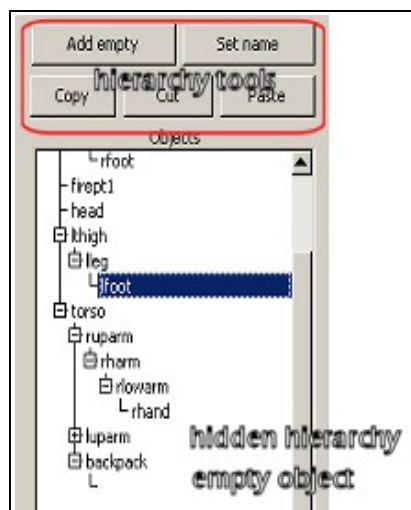 Add empty Set name
hierarchy tools
Copy Cut Paste
Objects
rfoot
firept1
head
lthigh
lleg
lfoot
torso
ruparm
rharm
rlowarm
rhand
luparm
backpack
hidden hierarchy
empty object